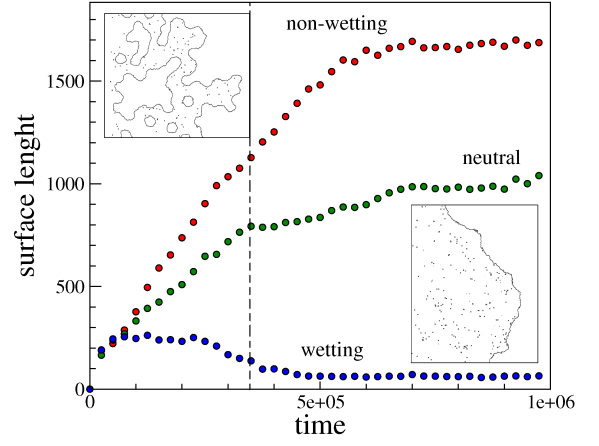 non-wetting
1500
neutral
surface lenght
1000
500
wetting
0
0
5e+05
1e+06
time